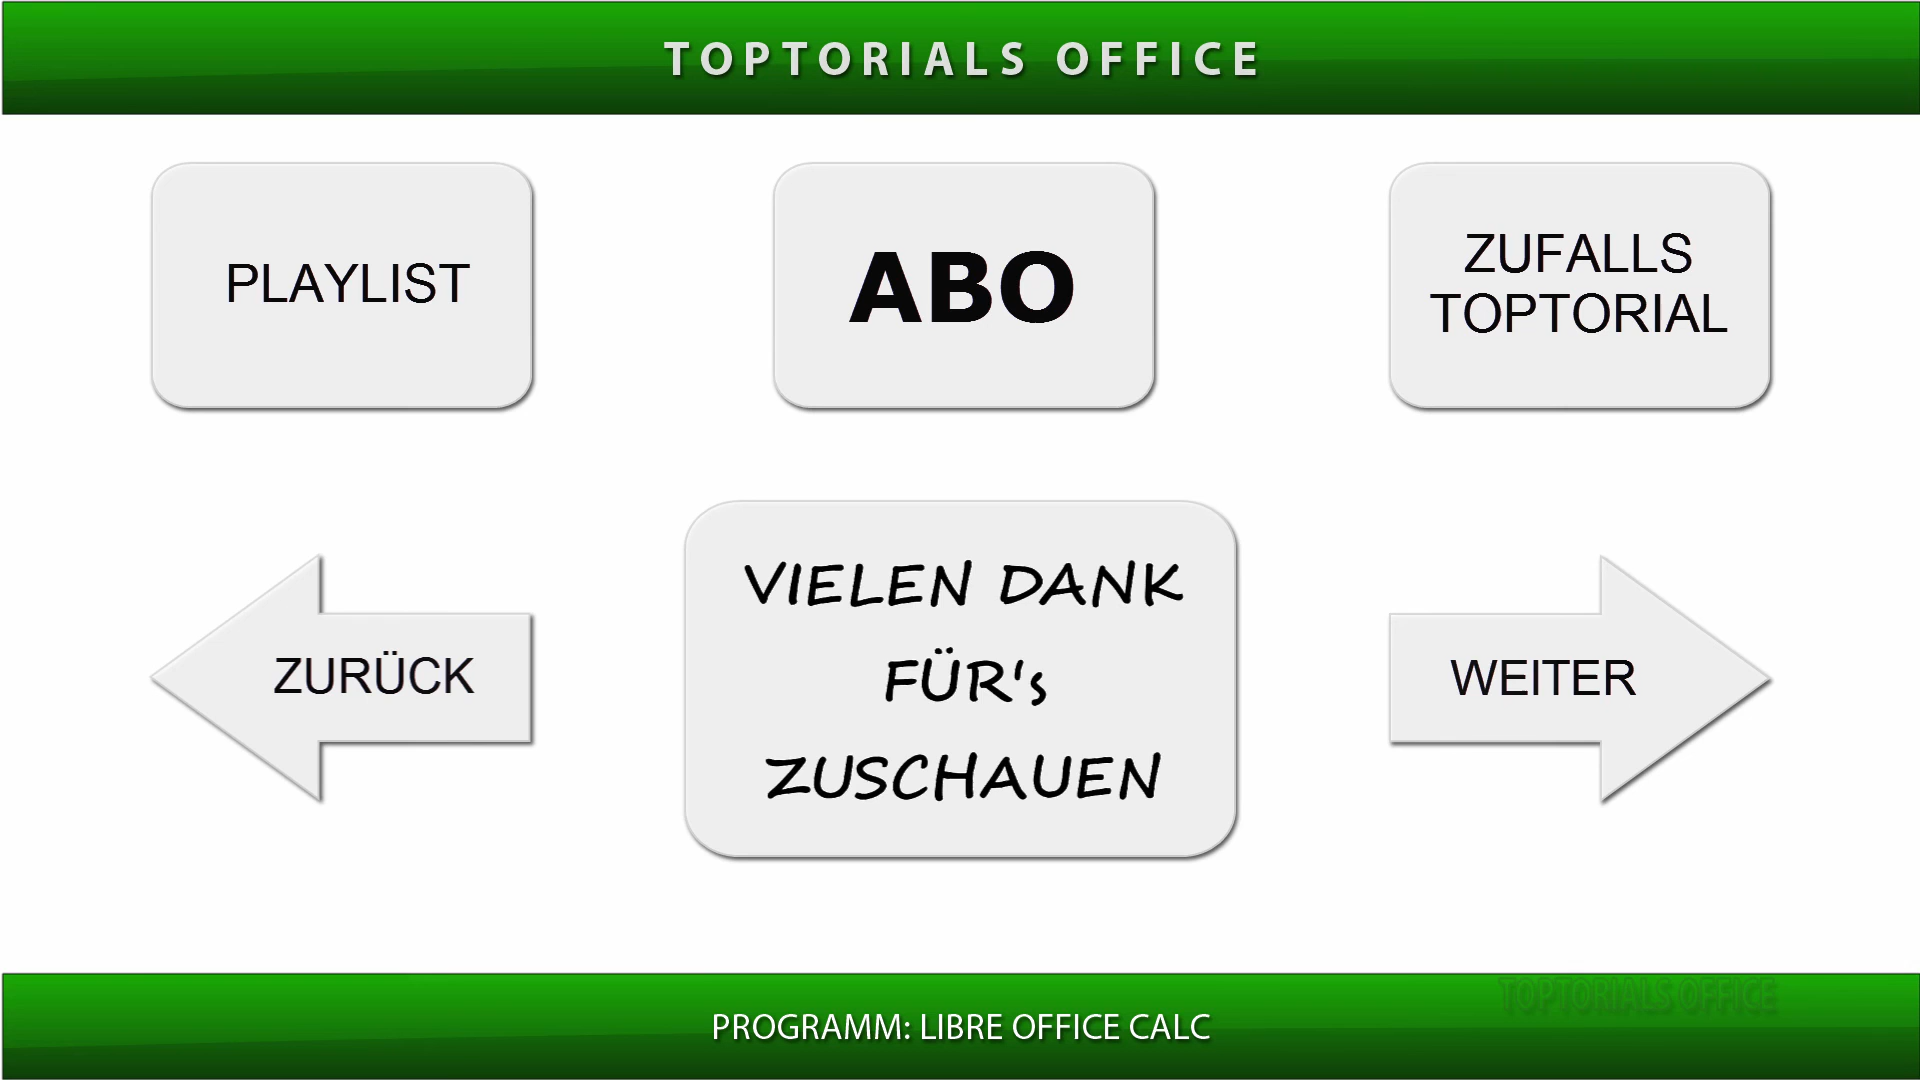 TOPTORIALS OFFICE
PLAYLIST
ABO
ZUFALLS
TOPTORIAL
ZURÜCK
VIELEN DANK
FÜR's
ZUSCHAUEN
WEITER
TOPTORIALS OFFICE
PROGRAMM: LIBRE OFFICE CALC